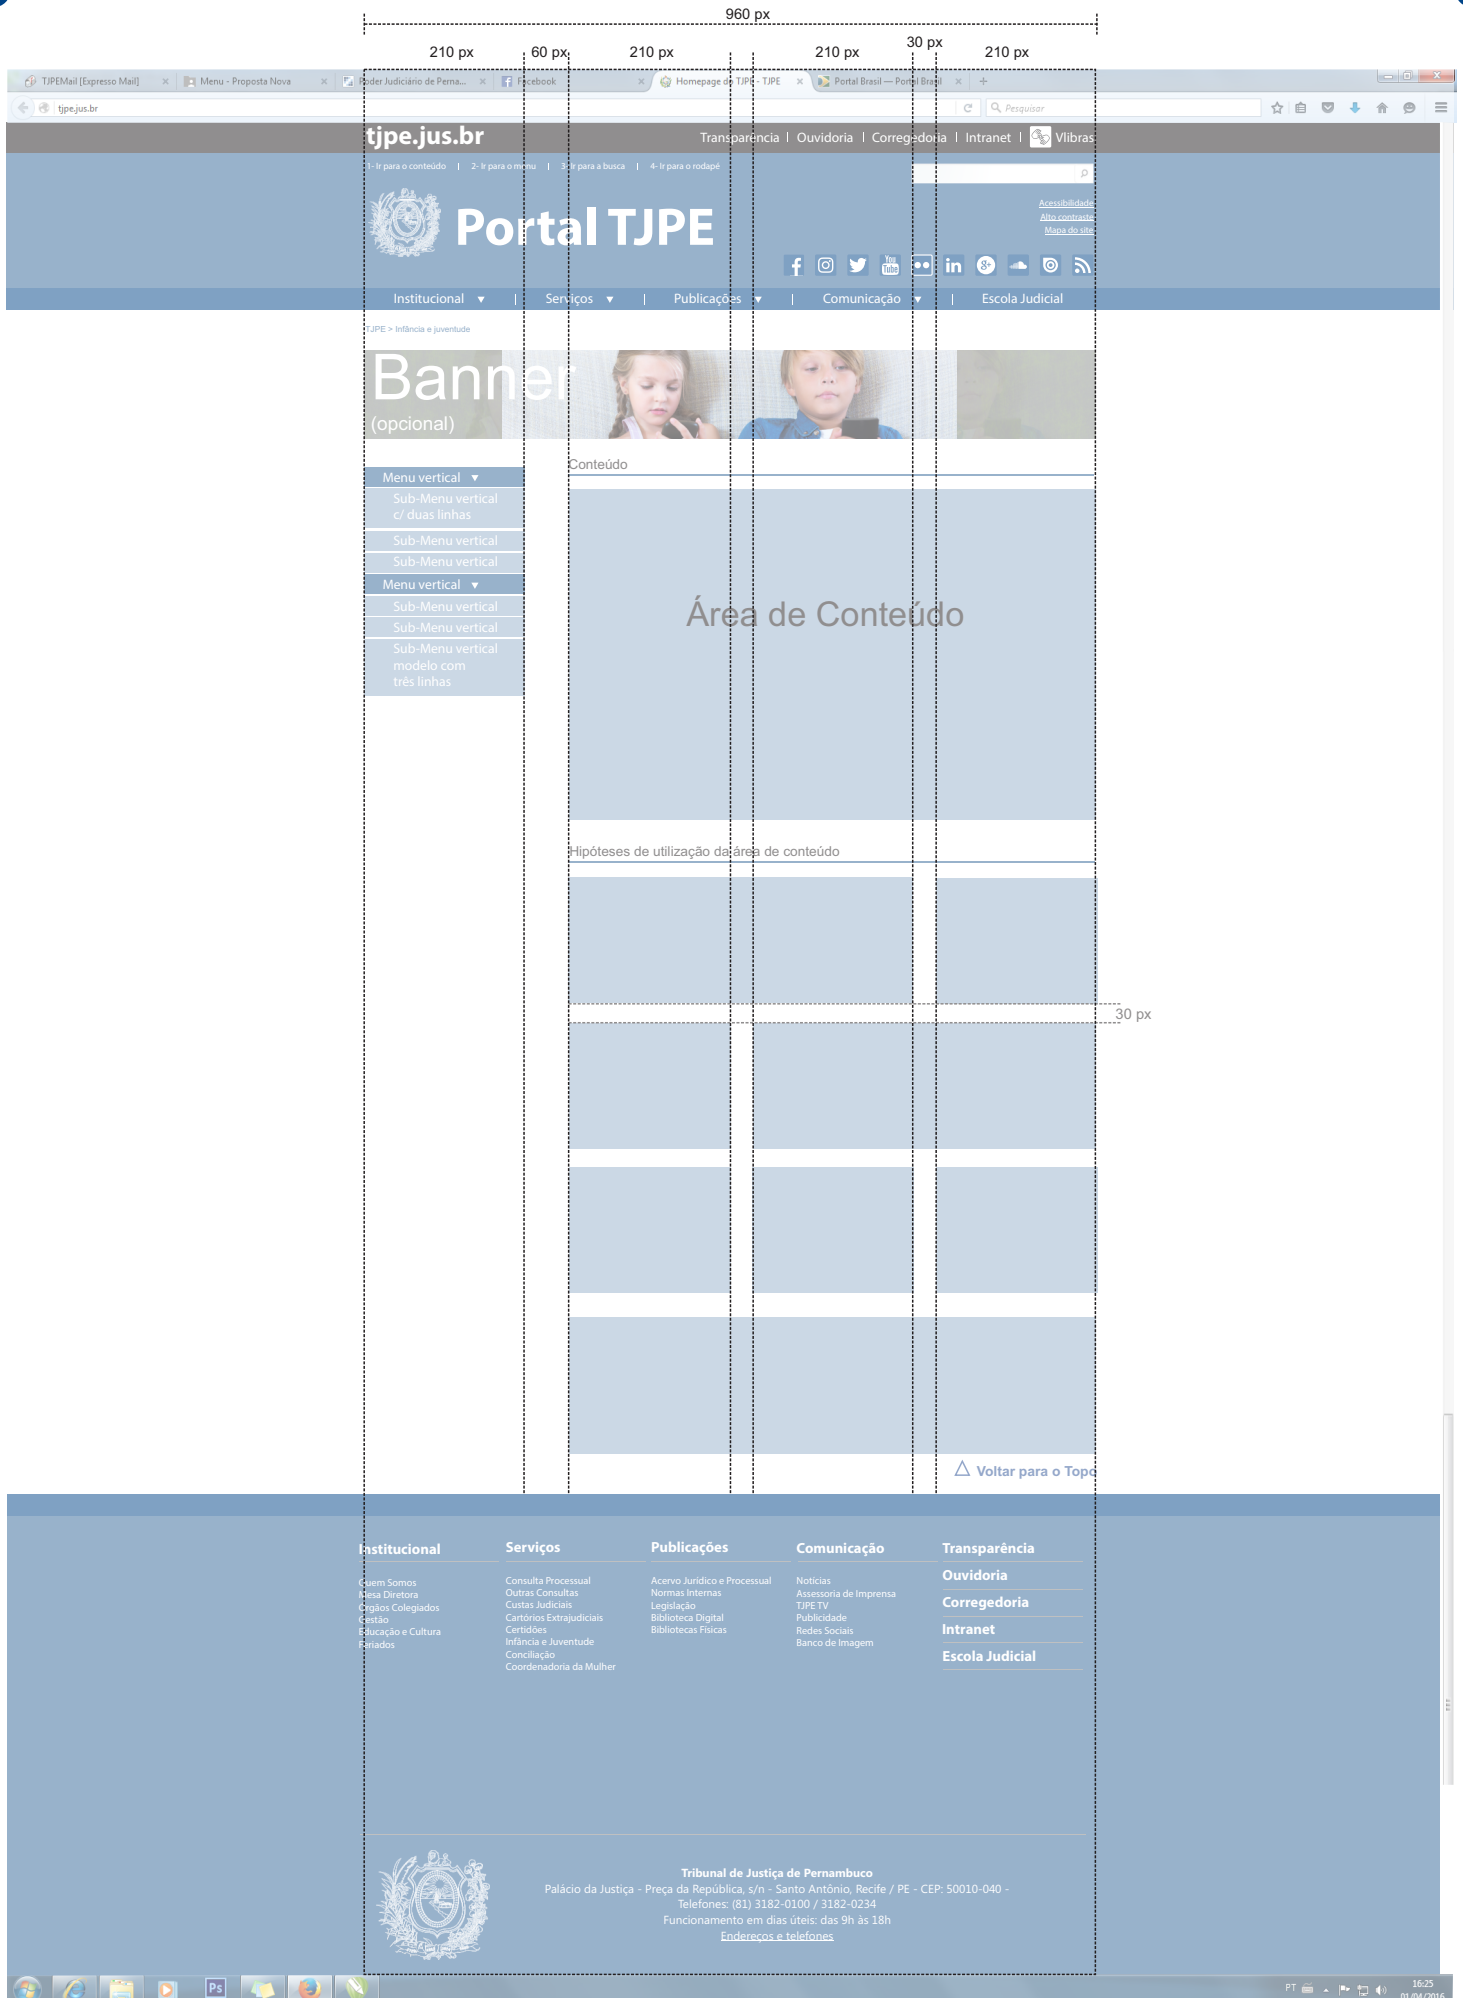 960 px
210 px
60 px
210 px
210 px
30 px
210 px
TJPEMail [Expresso Mail]
Menu - Proposta Nova
Poder Judiciário de Perna...
Facebook
Homepage do TJPE - TJPE
Portal Brasil — Portal Brasil
tjpe.jus.br
Pesquisar
tjpe.jus.br
Transparência | Ouvidoria | Corregedoria | Intranet | Vlibras
1- Ir para o conteúdo | 2- Ir para o menu | 3- Ir para a busca | 4- Ir para o rodapé
Acessibilidade
Alto contraste
Mapa do site
Portal TJPE
You Tube
in
g+
Institucional ▼ | Serviços ▼ | Publicações ▼ | Comunicação ▼ | Escola Judicial
TJPE > Infância e juventude
Banner
(opcional)
Menu vertical ▼
Sub-Menu vertical
c/ duas linhas
Sub-Menu vertical
Sub-Menu vertical
Menu vertical ▼
Sub-Menu vertical
Sub-Menu vertical
Sub-Menu vertical
modelo com
três linhas
Conteúdo
Área de Conteúdo
Hipóteses de utilização da área de conteúdo
30 px
Voltar para o Topo
Institucional
Quem Somos
Mesa Diretora
Órgãos Colegiados
Gestão
Educação e Cultura
Feriados
Serviços
Consulta Processual
Outras Consultas
Custas Judiciais
Cartórios Extrajudiciais
Certidões
Infância e Juventude
Conciliação
Coordenadoria da Mulher
Publicações
Acervo Jurídico e Processual
Normas Internas
Legislação
Biblioteca Digital
Bibliotecas Físicas
Comunicação
Notícias
Assessoria de Imprensa
TJPE TV
Publicidade
Redes Sociais
Banco de Imagem
Transparência
Ouvidoria
Corregedoria
Intranet
Escola Judicial
Tribunal de Justiça de Pernambuco
Palácio da Justiça - Preça da República, s/n - Santo Antônio, Recife / PE - CEP: 50010-040 -
Telefones: (81) 3182-0100 / 3182-0234
Funcionamento em dias úteis: das 9h às 18h
Endereços e telefones
Ps
PT
16:25
01/04/2016